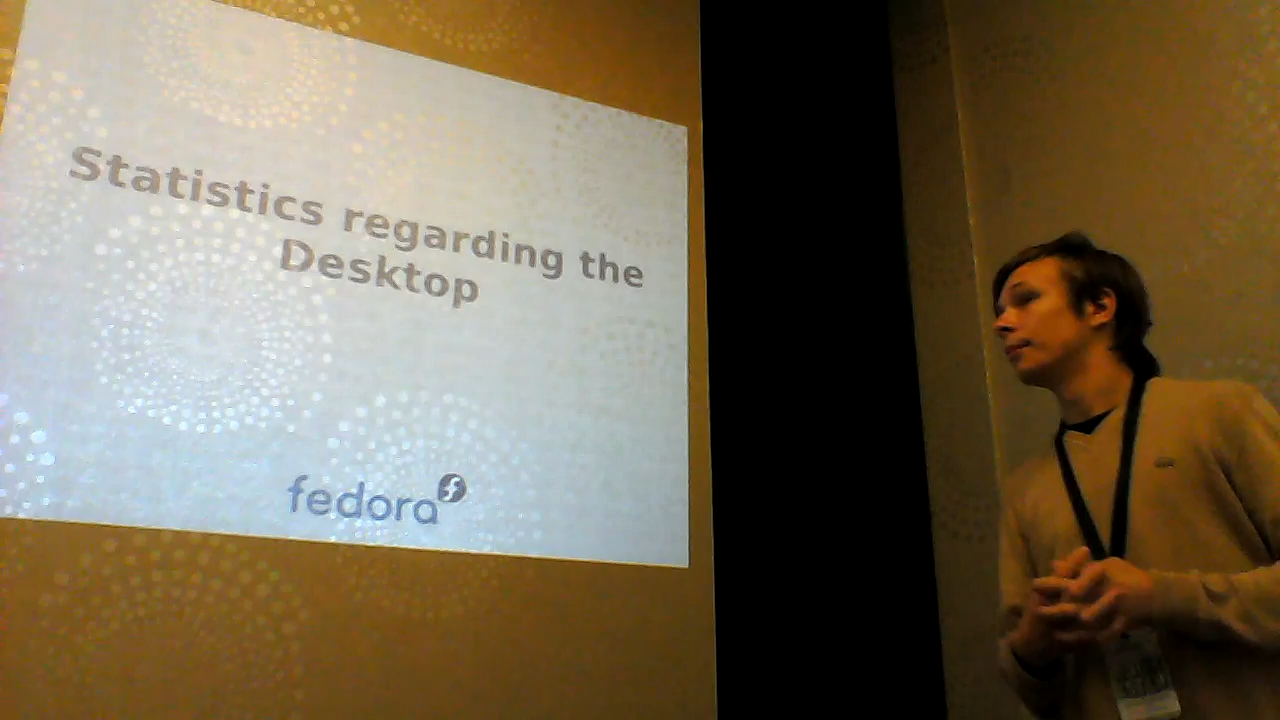 Statistics regarding the
Desktop
fedora